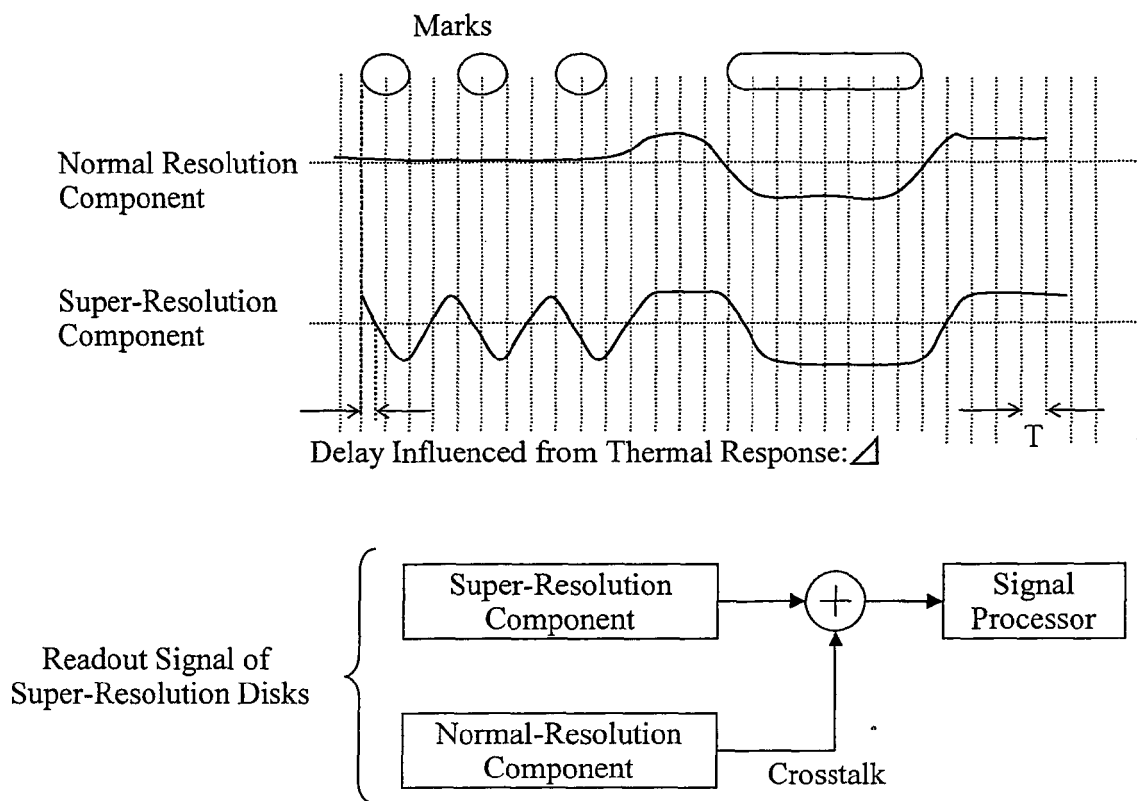 Marks
Normal Resolution
Component
Super-Resolution
Component
T
Delay Influenced from Thermal Response:⊿
Super-Resolution
Component
Signal
Processor
Readout Signal of
Super-Resolution Disks
Normal-Resolution
Component
Crosstalk